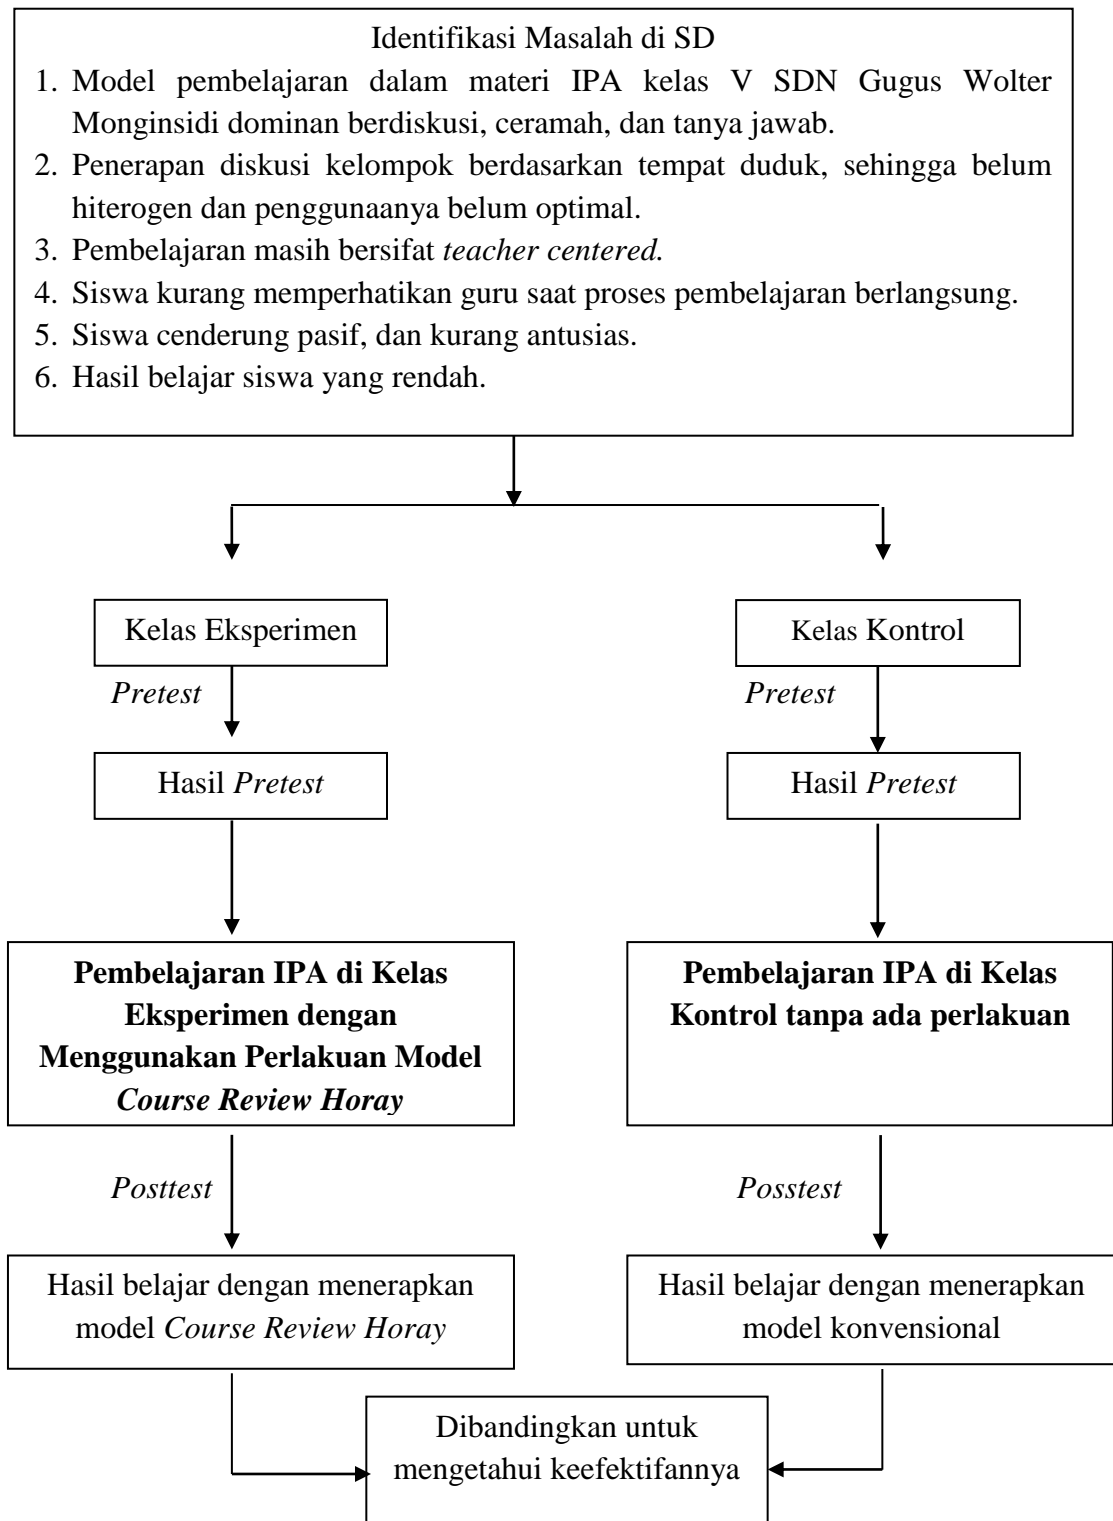 Identifikasi Masalah di SD
1. Model pembelajaran dalam materi IPA kelas V SDN Gugus Wolter
Monginsidi dominan berdiskusi, ceramah, dan tanya jawab.
2. Penerapan diskusi kelompok berdasarkan tempat duduk, sehingga belum
hiterogen dan penggunaanya belum optimal.
3. Pembelajaran masih bersifat teacher centered.
4. Siswa kurang memperhatikan guru saat proses pembelajaran berlangsung.
5. Siswa cenderung pasif, dan kurang antusias.
6. Hasil belajar siswa yang rendah.
Kelas Eksperimen
Kelas Kontrol
Pretest
Pretest
Hasil Pretest
Hasil Pretest
Pembelajaran IPA di Kelas
Eksperimen dengan
Menggunakan Perlakuan Model
Course Review Horay
Pembelajaran IPA di Kelas
Kontrol tanpa ada perlakuan
Posttest
Posstest
Hasil belajar dengan menerapkan
model Course Review Horay
Hasil belajar dengan menerapkan
model konvensional
Dibandingkan untuk
mengetahui keefektifannya